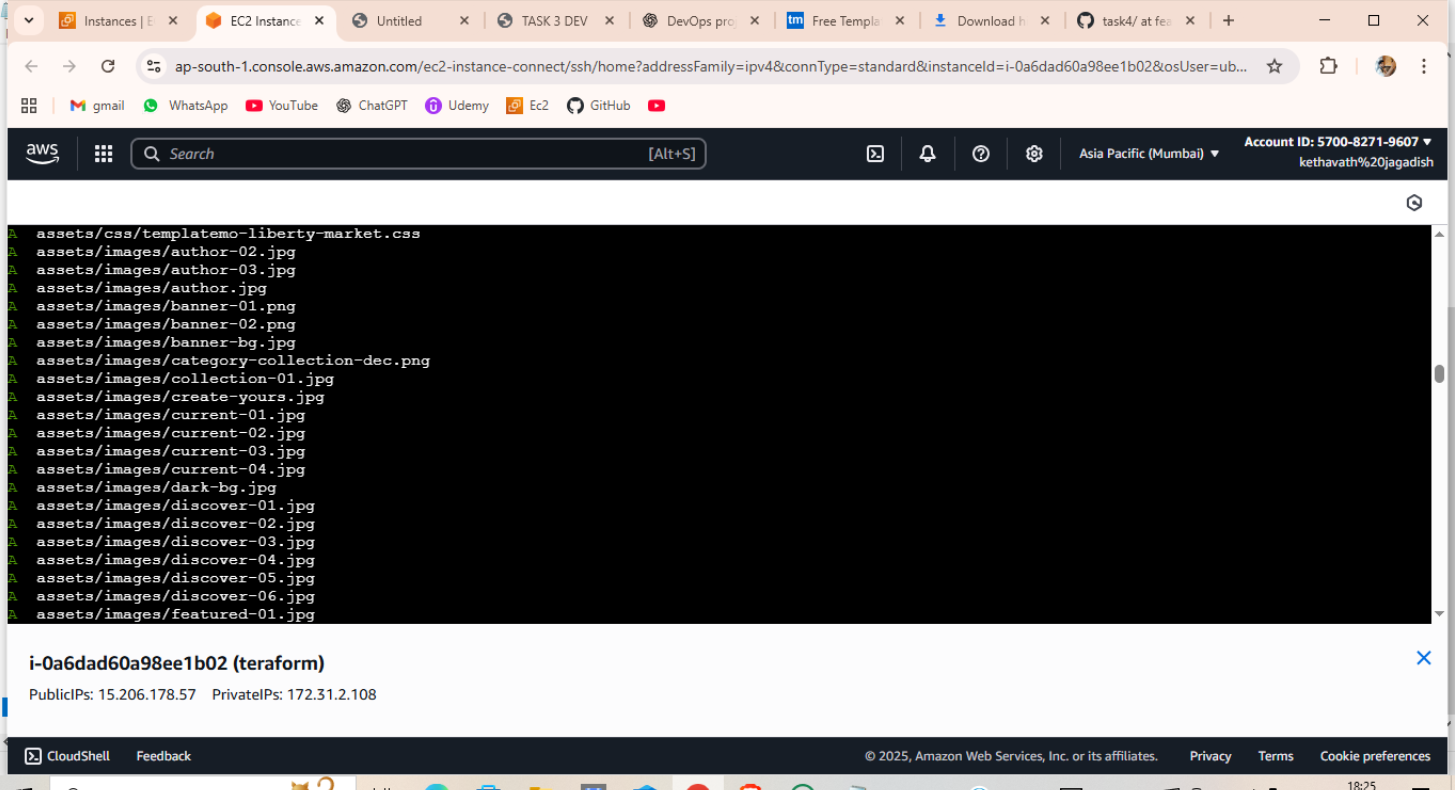 Instances | E
EC2 Instance
Untitled
TASK 3 DEV
DevOps pro
tm Free Templa
Download h
task4/ at fea
ap-south-1.console.aws.amazon.com/ec2-instance-connect/ssh/home?addressFamily=ipv4&connType=standard&instanceId=i-0a6dad60a98ee1b02&osUser=ub...
gmail WhatsApp YouTube ChatGPT Udemy Ec2 GitHub
aws Search [Alt+S] Asia Pacific (Mumbai) Account ID: 5700-8271-9607
kethavath%20jagadish
A assets/css/templatemo-liberty-market.css
A assets/images/author-02.jpg
A assets/images/author-03.jpg
A assets/images/author.jpg
A assets/images/banner-01.png
A assets/images/banner-02.png
A assets/images/banner-bg.jpg
A assets/images/category-collection-dec.png
A assets/images/collection-01.jpg
A assets/images/create-yours.jpg
A assets/images/current-01.jpg
A assets/images/current-02.jpg
A assets/images/current-03.jpg
A assets/images/current-04.jpg
A assets/images/dark-bg.jpg
A assets/images/discover-01.jpg
A assets/images/discover-02.jpg
A assets/images/discover-03.jpg
A assets/images/discover-04.jpg
A assets/images/discover-05.jpg
A assets/images/discover-06.jpg
A assets/images/featured-01.jpg
i-0a6dad60a98ee1b02 (teraform)
PublicIPs: 15.206.178.57 PrivateIPs: 172.31.2.108
CloudShell Feedback © 2025, Amazon Web Services, Inc. or its affiliates. Privacy Terms Cookie preferences
18:25